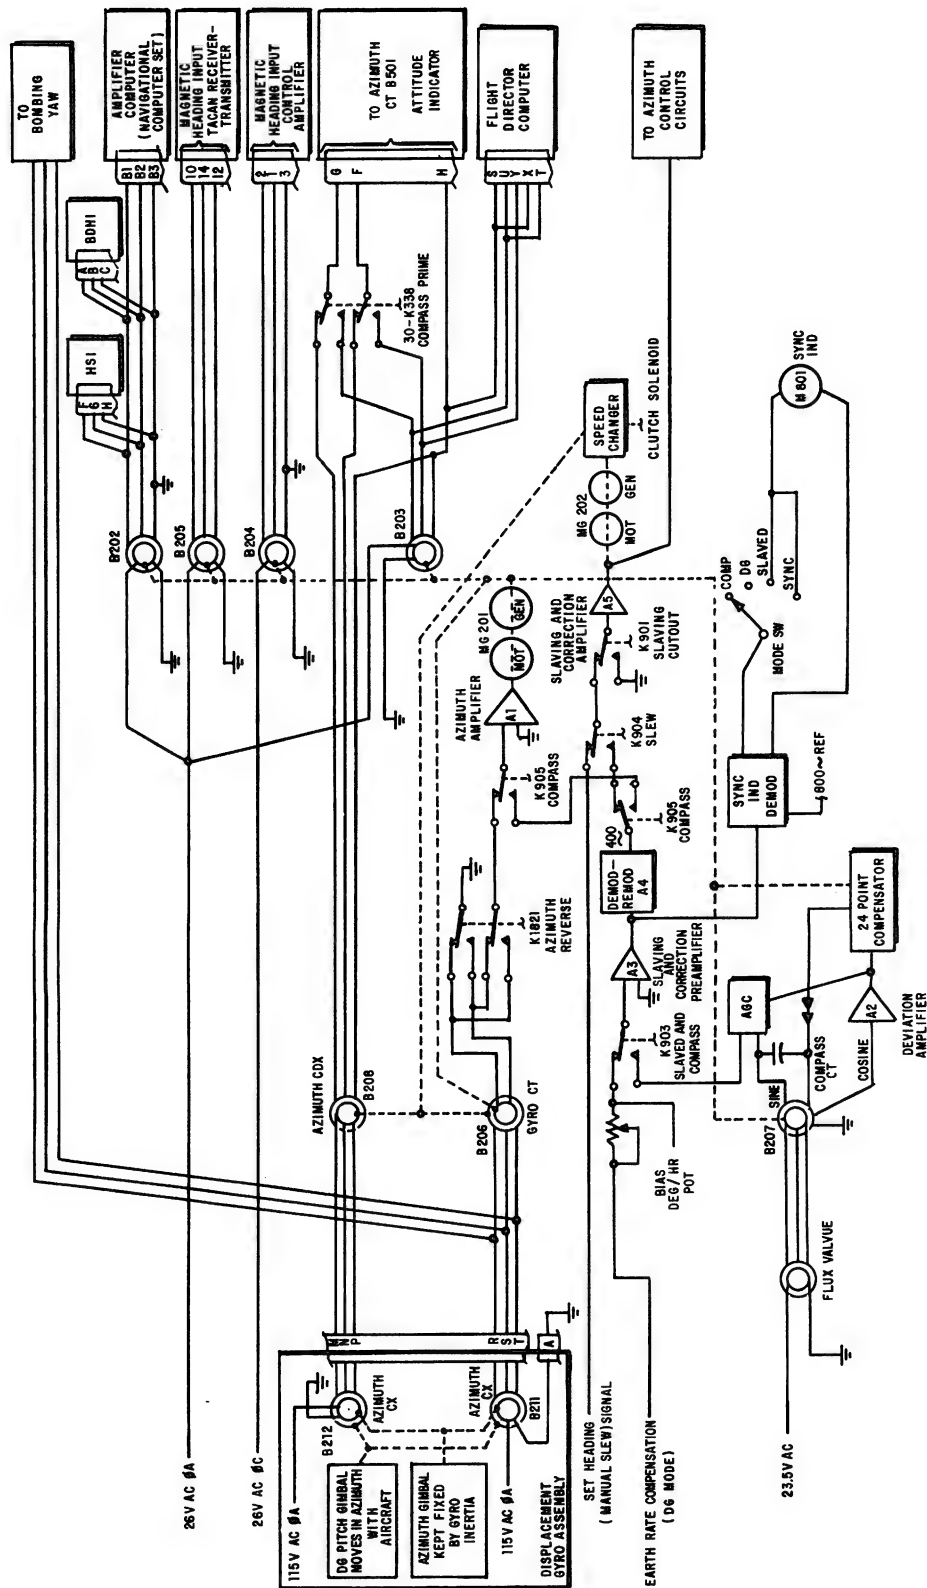 TO
BOMBING
YAW
AMPLIFIER
COMPUTER
(NAVIGATIONAL
COMPUTER SET)
MAGNETIC
HEADING INPUT
TACAN RECEIVER-
TRANSMITTER
MAGNETIC
HEADING INPUT
CONTROL
AMPLIFIER
TO AZIMUTH
CT B501
ATTITUDE
INDICATOR
FLIGHT
DIRECTOR
COMPUTER
TO AZIMUTH
CONTROL
CIRCUITS
B1
B2
B3
10
14
12
2
1
3
G
F
H
S
U
Y
X
T
BDHI
A
B
C
HSI
F
G
H
30-K338
COMPASS PRIME
B202
B205
B204
B203
SPEED
CHANGER
CLUTCH SOLENOID
MG 202
MOT
GEN
MG 201
MOT
GEN
AZIMUTH
AMPLIFIER
A1
SLAVING AND
CORRECTION
AMPLIFIER
A5
K901
SLAVING
CUTOUT
K904
SLEW
K905
COMPASS
K905
COMPASS
400~
DEMOD-
REMOD
A4
K1821
AZIMUTH
REVERSE
A3
SLAVING
AND
CORRECTION
PREAMPLIFIER
K903
SLAVED AND
COMPASS
M801
SYNC
IND
COMP
DG
SLAVED
SYNC
MODE SW
SYNC
IND
DEMOD
800~REF
24 POINT
COMPENSATOR
AGC
A2
DEVIATION
AMPLIFIER
COMPASS
CT
COSINE
SINE
B207
FLUX VALVUE
23.5V AC
AZIMUTH CDX
B208
B206
GYRO CT
BIAS
DEG/HR
POT
26V AC ØA
26V AC ØC
M
N
P
R
S
T
A
115V AC ØA
B212
AZIMUTH
CX
AZIMUTH
CX
B211
DG PITCH GIMBAL
MOVES IN AZIMUTH
WITH
AIRCRAFT
AZIMUTH GIMBAL
KEPT FIXED
BY GYRO
INERTIA
115V AC ØA
DISPLACEMENT
GYRO ASSEMBLY
SET HEADING
(MANUAL SLEW) SIGNAL
EARTH RATE COMPENSATION
(DG MODE)